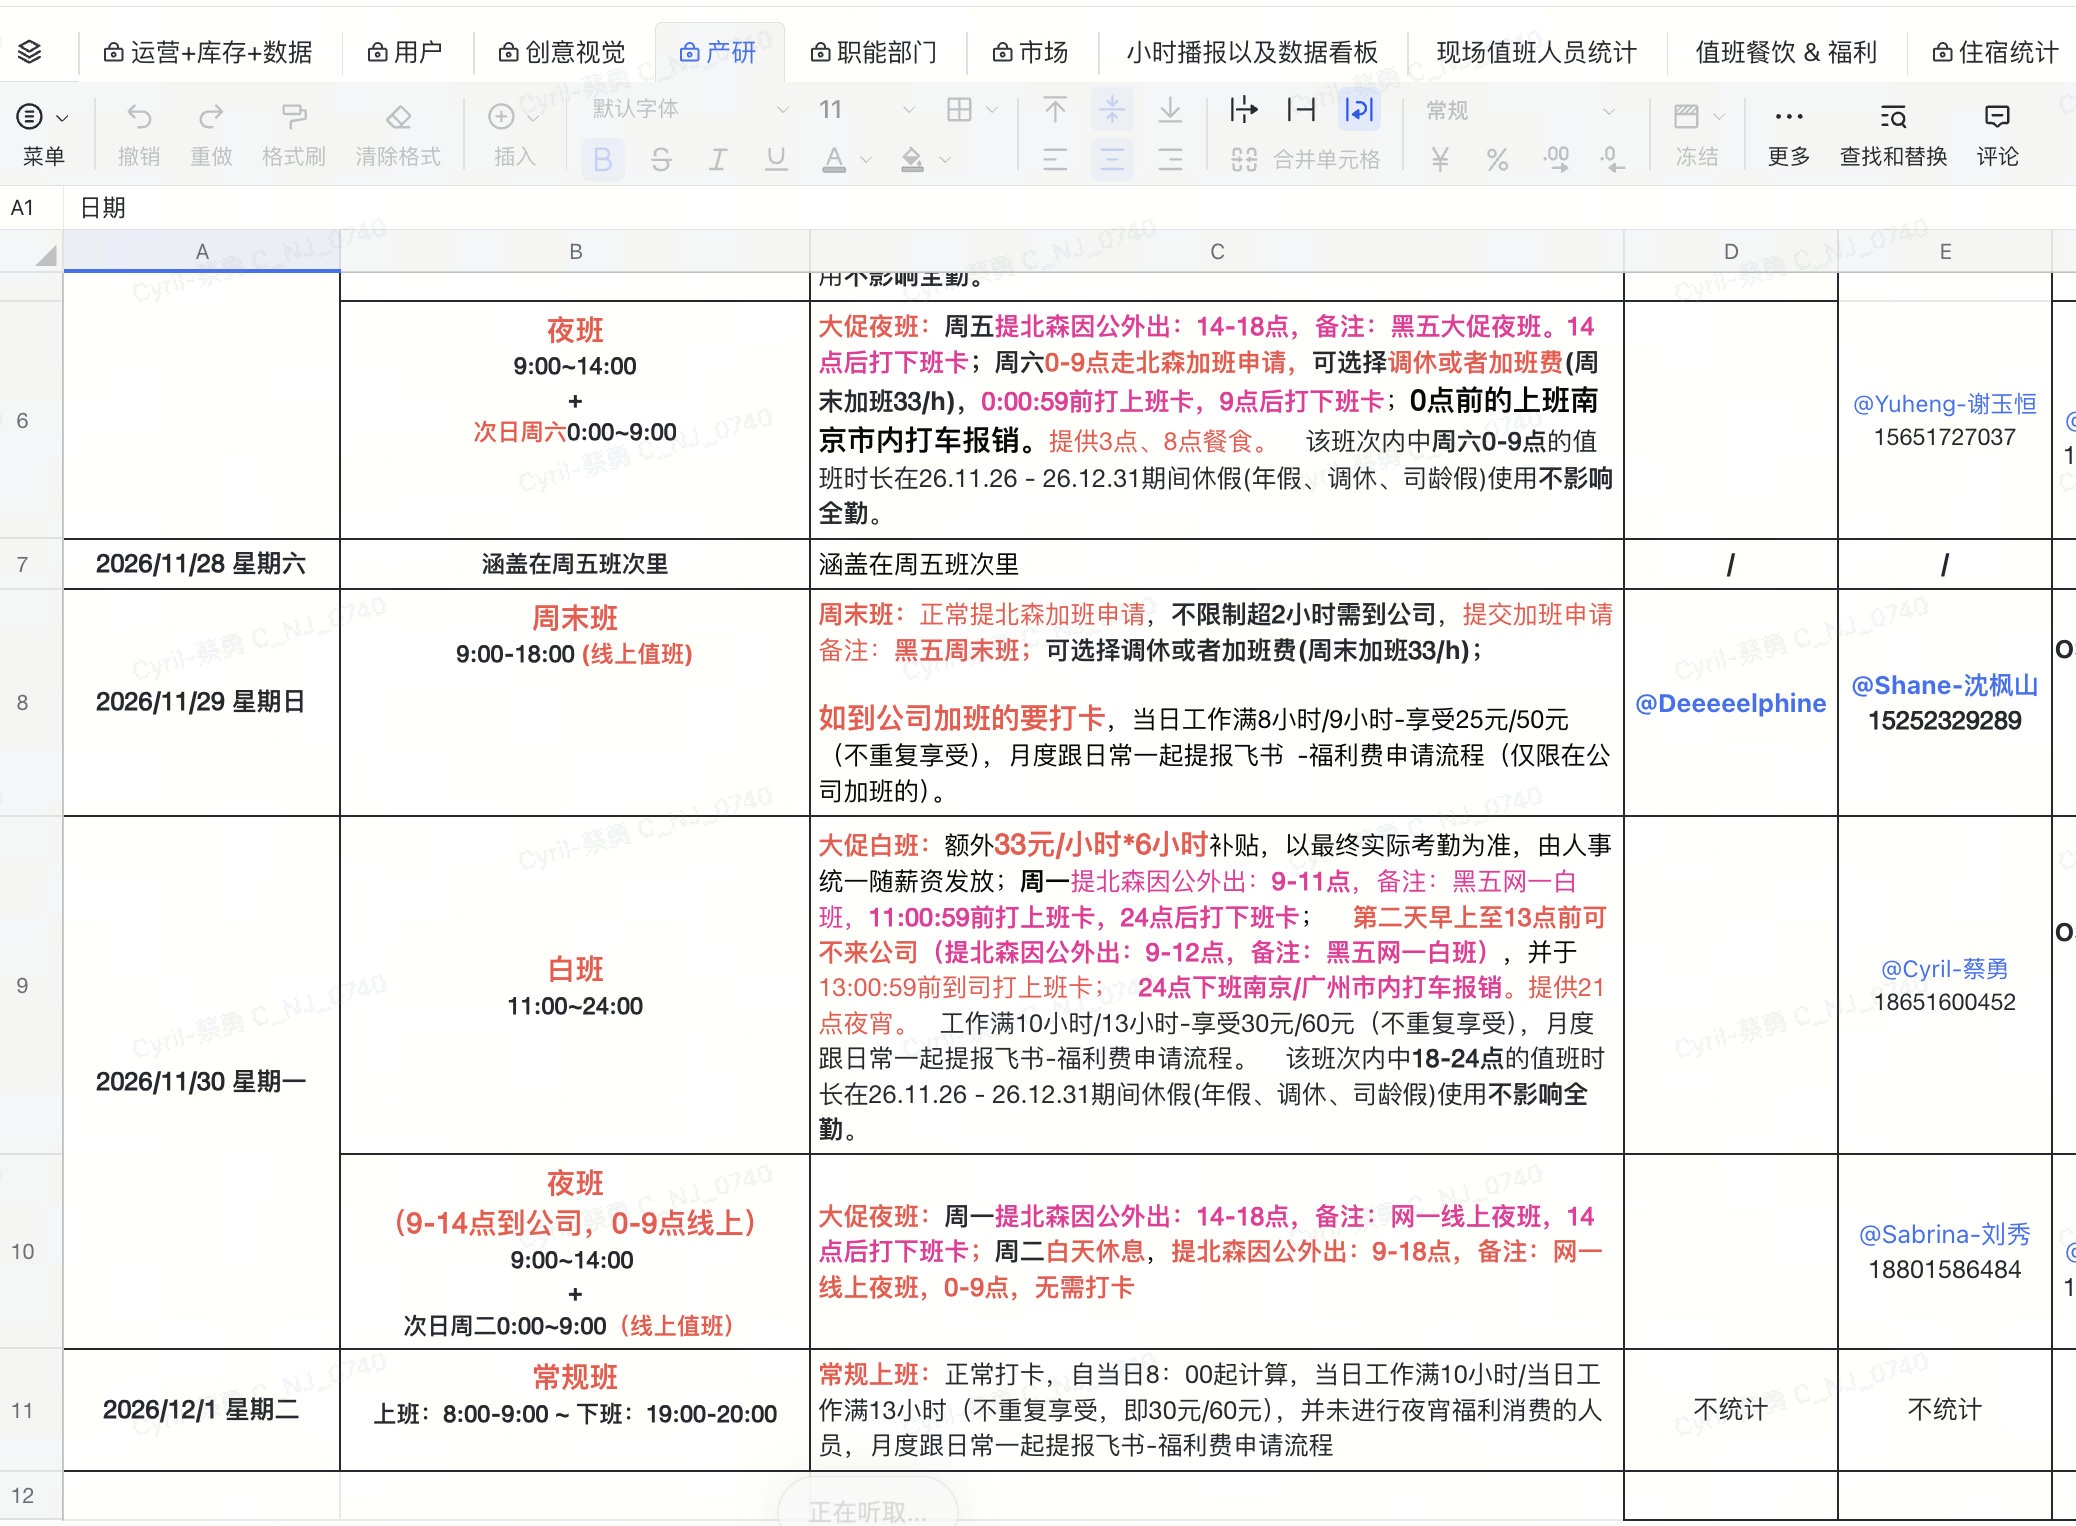 运营+库存+数据 用户 创意视觉 产研 职能部门 市场 小时播报以及数据看板 现场值班人员统计 值班餐饮 & 福利 住宿统计
默认字体 11 常规
菜单 撤销 重做 格式刷 清除格式 插入 B S I U A 合并单元格 ¥ % .00 .0 冻结 更多 查找和替换 评论
A1 日期
A B C D E
用不影响全勤。
6
夜班
9:00~14:00
+
次日周六0:00~9:00
大促夜班：周五提北森因公外出：14-18点，备注：黑五大促夜班。14
点后打下班卡；周六0-9点走北森加班申请，可选择调休或者加班费(周
末加班33/h)，0:00:59前打上班卡，9点后打下班卡；0点前的上班南
京市内打车报销。提供3点、8点餐食。 该班次内中周六0-9点的值
班时长在26.11.26 - 26.12.31期间休假(年假、调休、司龄假)使用不影响
全勤。
@Yuheng-谢玉恒
15651727037
7 2026/11/28 星期六 涵盖在周五班次里 涵盖在周五班次里 / /
8 2026/11/29 星期日
周末班
9:00-18:00 (线上值班)
周末班：正常提北森加班申请，不限制超2小时需到公司，提交加班申请
备注：黑五周末班；可选择调休或者加班费(周末加班33/h)；
如到公司加班的要打卡，当日工作满8小时/9小时-享受25元/50元
（不重复享受），月度跟日常一起提报飞书 -福利费申请流程（仅限在公
司加班的）。
@Deeeeelphine
@Shane-沈枫山
15252329289
9 2026/11/30 星期一
白班
11:00~24:00
大促白班：额外33元/小时*6小时补贴，以最终实际考勤为准，由人事
统一随薪资发放；周一提北森因公外出：9-11点，备注：黑五网一白
班，11:00:59前打上班卡，24点后打下班卡； 第二天早上至13点前可
不来公司（提北森因公外出：9-12点，备注：黑五网一白班），并于
13:00:59前到司打上班卡； 24点下班南京/广州市内打车报销。提供21
点夜宵。 工作满10小时/13小时-享受30元/60元（不重复享受），月度
跟日常一起提报飞书-福利费申请流程。 该班次内中18-24点的值班时
长在26.11.26 - 26.12.31期间休假(年假、调休、司龄假)使用不影响全
勤。
@Cyril-蔡勇
18651600452
10
夜班
（9-14点到公司，0-9点线上）
9:00~14:00
+
次日周二0:00~9:00（线上值班）
大促夜班：周一提北森因公外出：14-18点，备注：网一线上夜班，14
点后打下班卡；周二白天休息，提北森因公外出：9-18点，备注：网一
线上夜班，0-9点，无需打卡
@Sabrina-刘秀
18801586484
11 2026/12/1 星期二
常规班
上班：8:00-9:00 ~ 下班：19:00-20:00
常规上班：正常打卡，自当日8：00起计算，当日工作满10小时/当日工
作满13小时（不重复享受，即30元/60元），并未进行夜宵福利消费的人
员，月度跟日常一起提报飞书-福利费申请流程
不统计 不统计
12
正在听取...
Cyril-蔡勇 C_NJ_0740